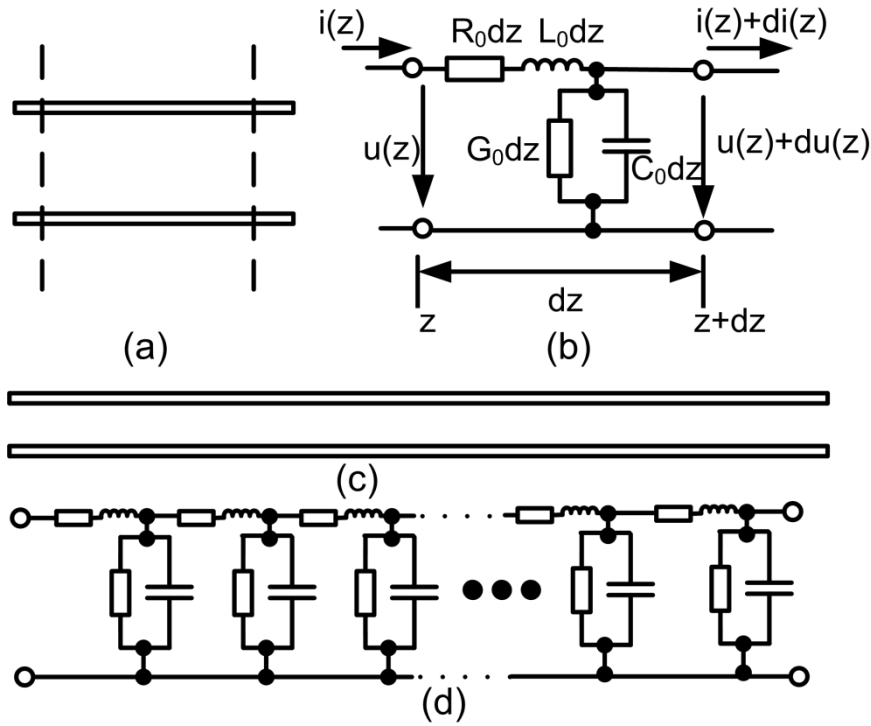 i(z)
R₀dz
L₀dz
i(z)+di(z)
u(z)
G₀dz
C₀dz
u(z)+du(z)
z
dz
z+dz
(a)
(b)
(c)
(d)